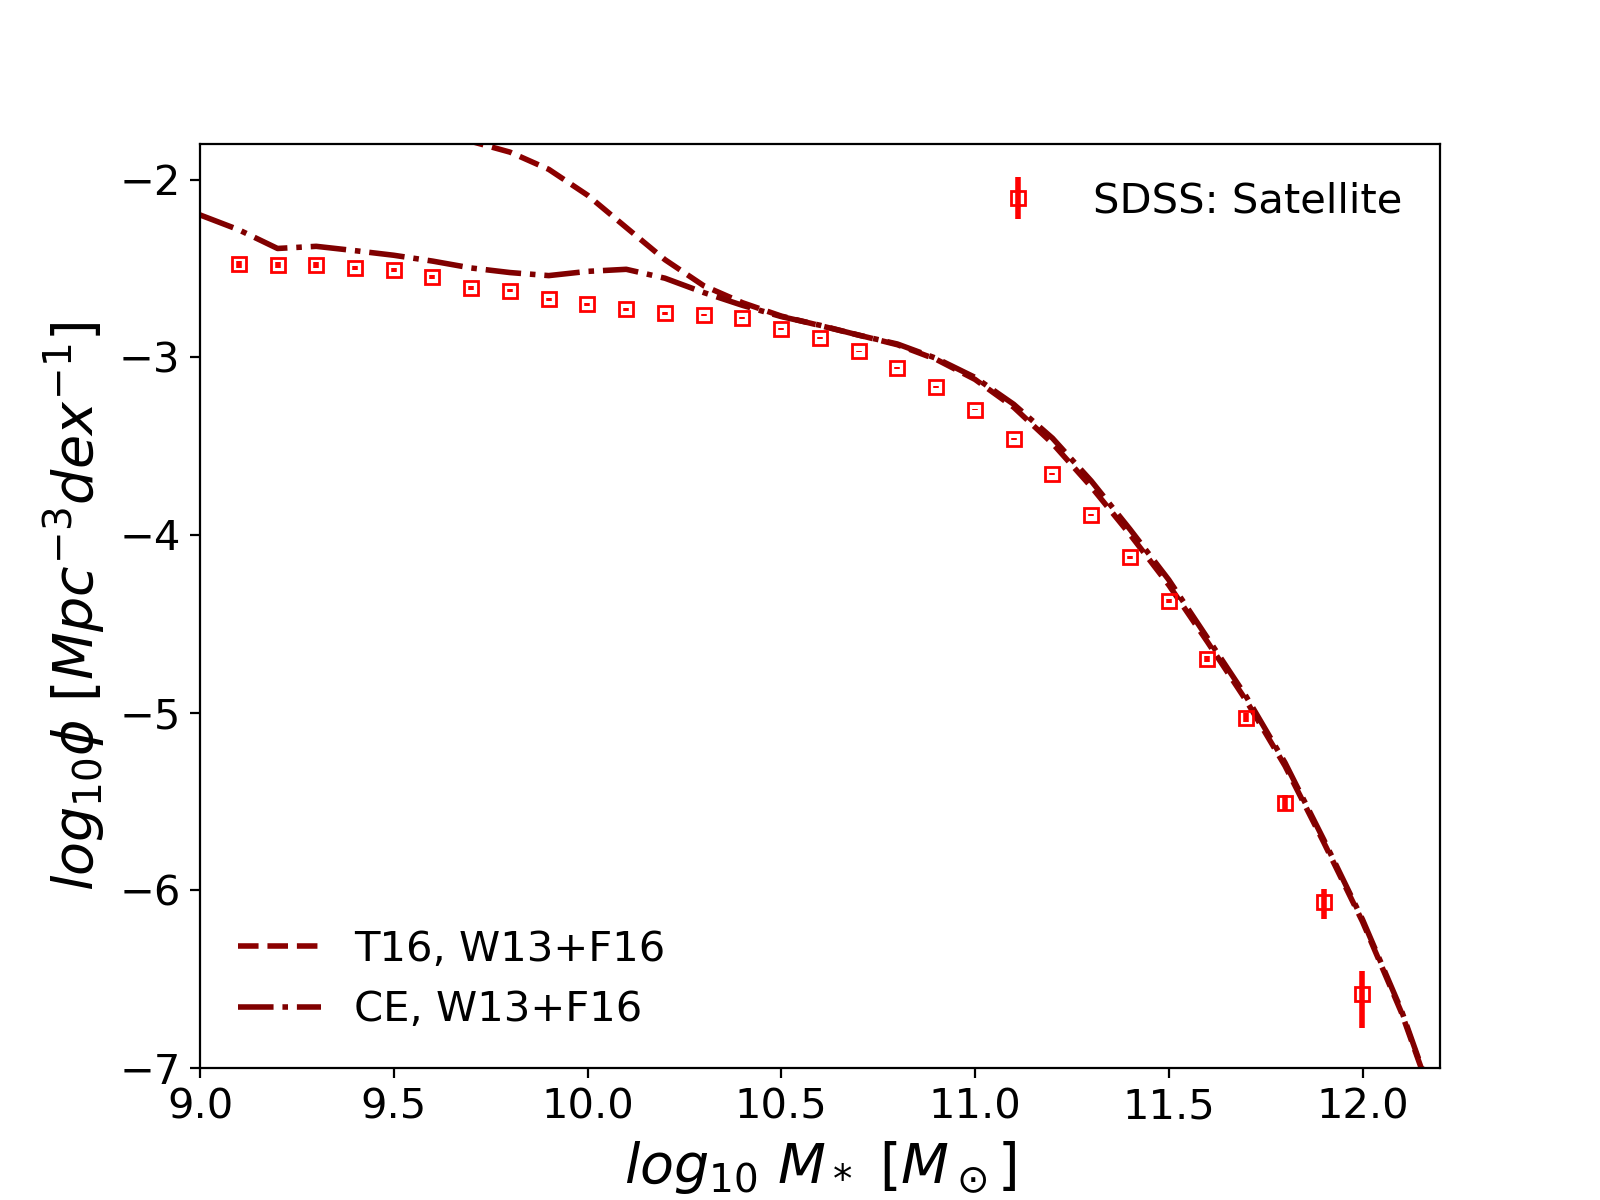 SDSS: Satellite
T16, W13+F16
CE, W13+F16
−2
−3
−4
−5
−6
−7
9.0 9.5 10.0 10.5 11.0 11.5 12.0
log₁₀ M* [M⊙]
log₁₀ϕ [Mpc⁻³dex⁻¹]